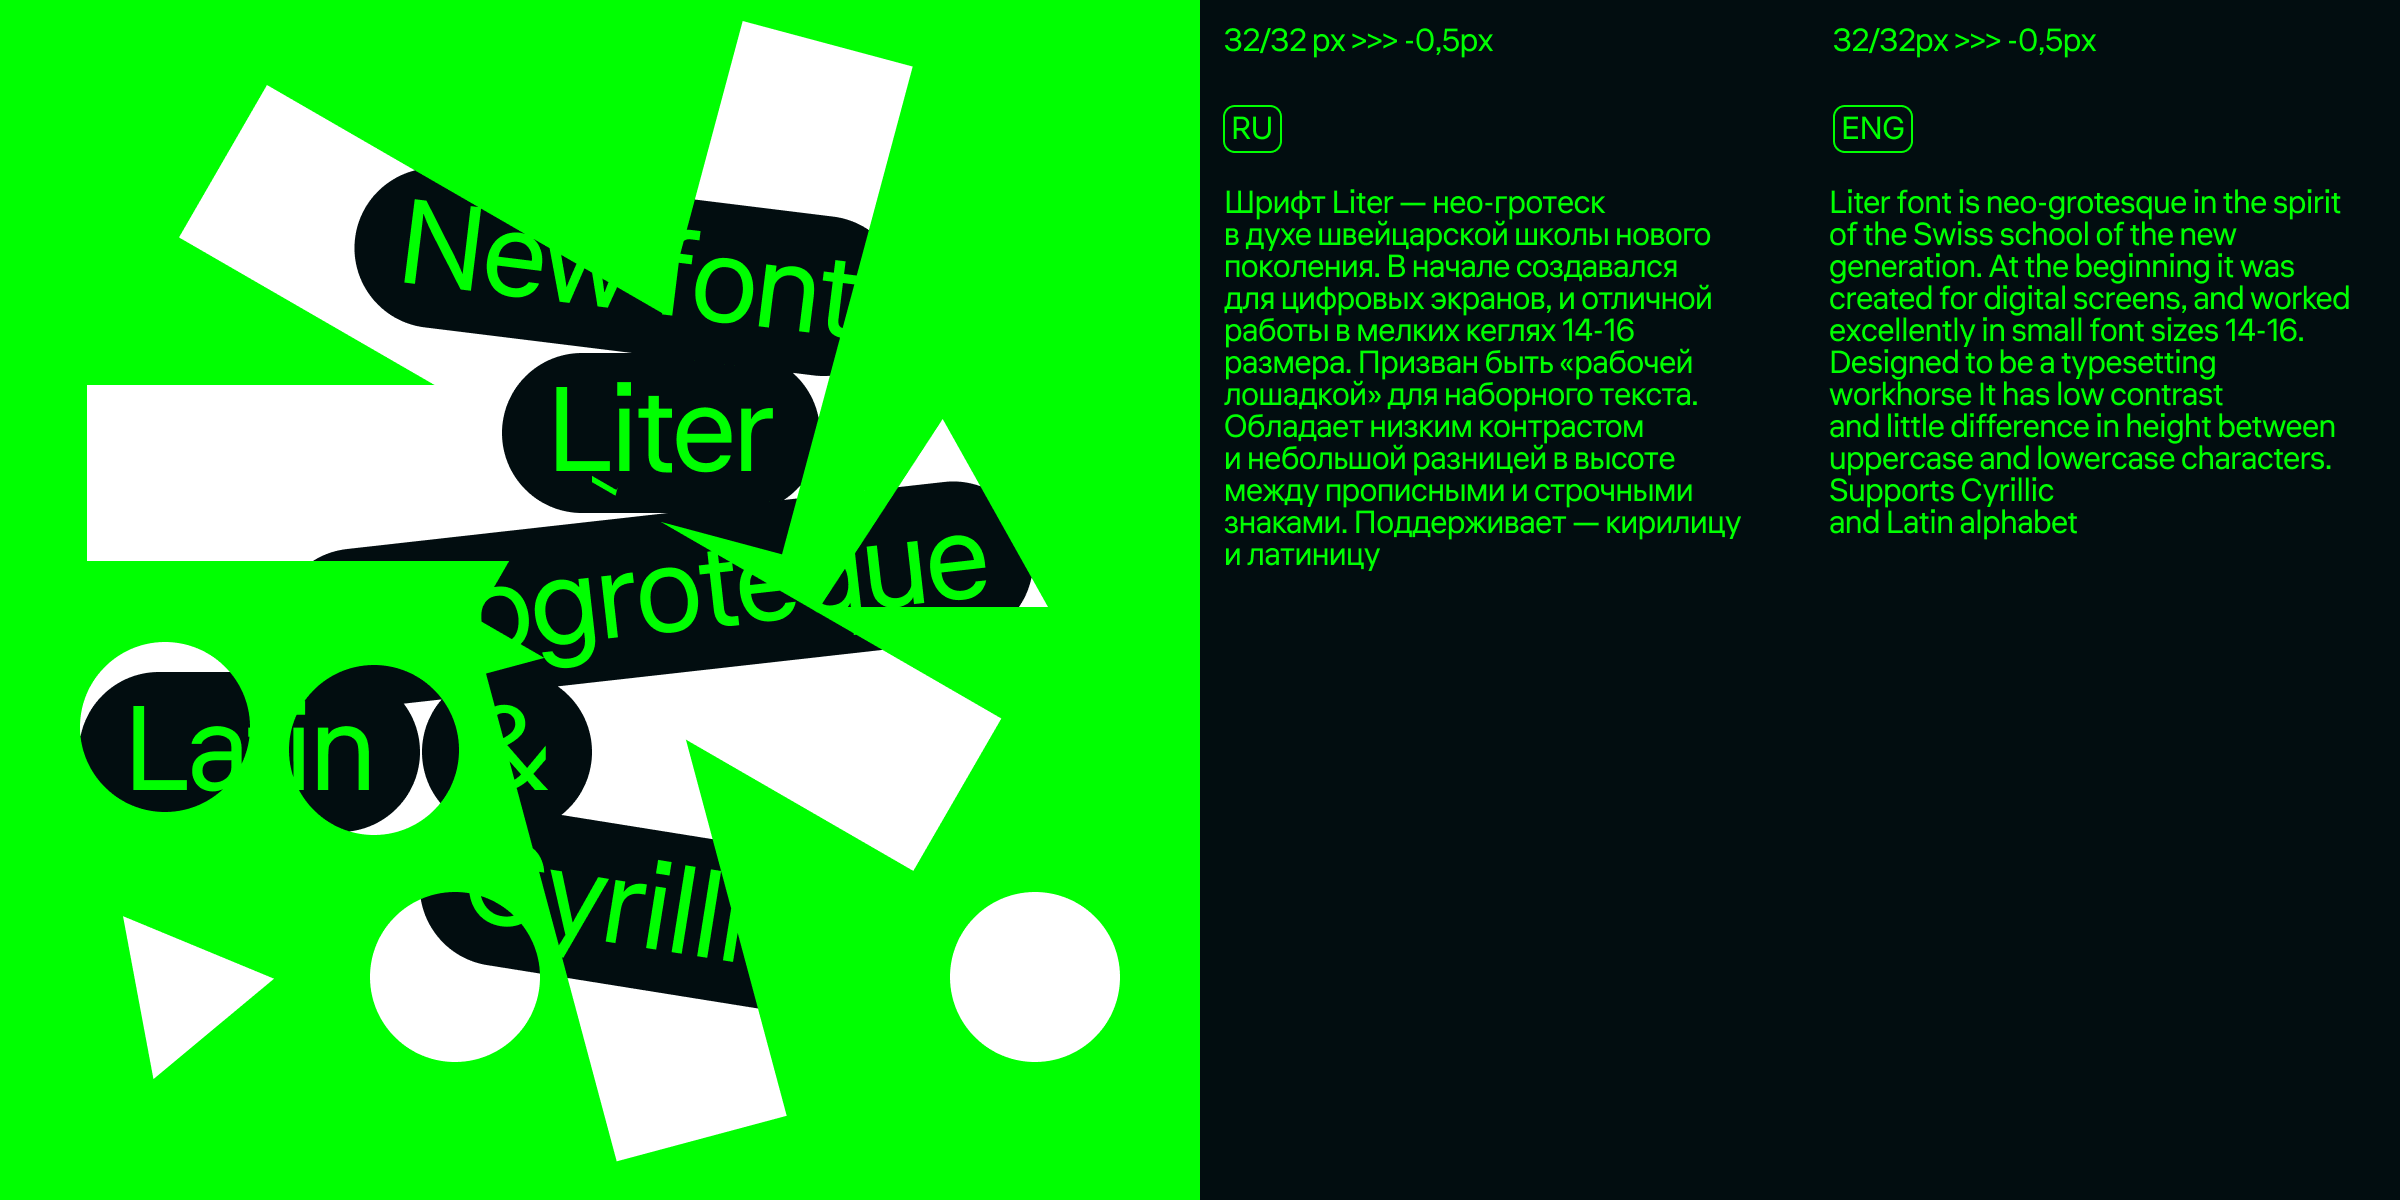 New font
Liter
ogrotesque
Latin &
Cyrilli
32/32 px >>> -0,5px
RU
Шрифт Liter — нео-гротеск
в духе швейцарской школы нового
поколения. В начале создавался
для цифровых экранов, и отличной
работы в мелких кеглях 14-16
размера. Призван быть «рабочей
лошадкой» для наборного текста.
Обладает низким контрастом
и небольшой разницей в высоте
между прописными и строчными
знаками. Поддерживает — кирилицу
и латиницу
32/32px >>> -0,5px
ENG
Liter font is neo-grotesque in the spirit
of the Swiss school of the new
generation. At the beginning it was
created for digital screens, and worked
excellently in small font sizes 14-16.
Designed to be a typesetting
workhorse It has low contrast
and little difference in height between
uppercase and lowercase characters.
Supports Cyrillic
and Latin alphabet